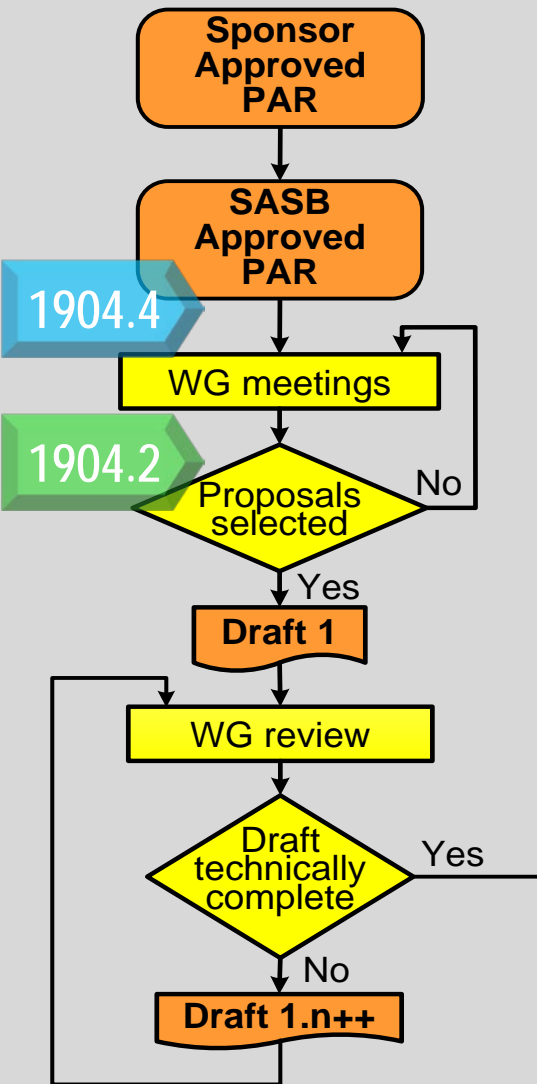 Sponsor
Approved
PAR
SASB
Approved
PAR
1904.4
WG meetings
1904.2
Proposals
selected
No
Yes
Draft 1
WG review
Draft
technically
complete
Yes
No
Draft 1.n++